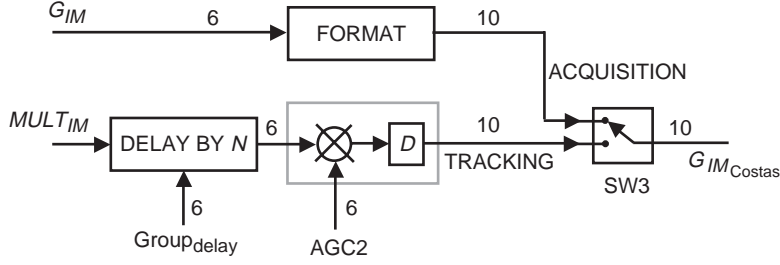 G_IM
6
FORMAT
10
ACQUISITION
MULT_IM
DELAY BY N
6
D
10
TRACKING
10
G_IM_Costas
SW3
6
6
Group_delay
AGC2